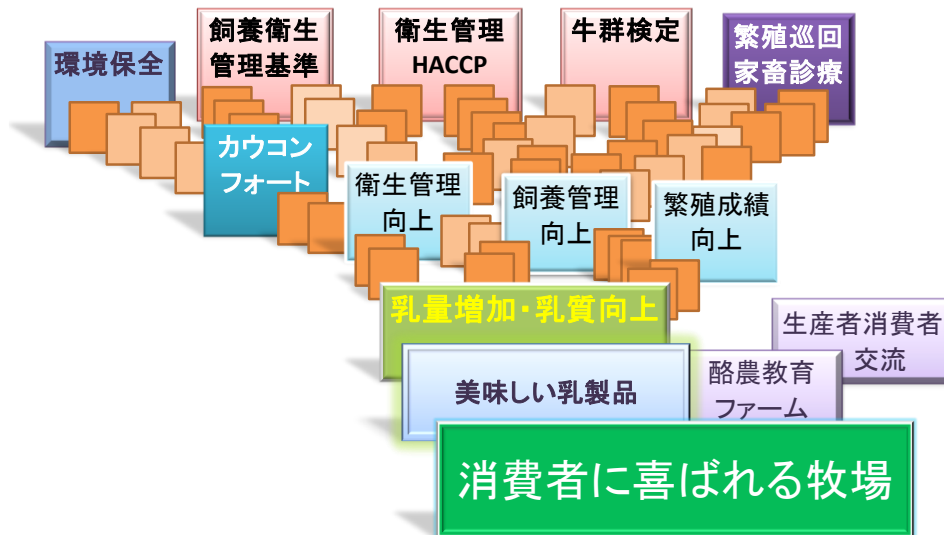 環境保全
飼養衛生
管理基準
衛生管理
HACCP
牛群検定
繁殖巡回
家畜診療
カウコン
フォート
衛生管理
向上
飼養管理
向上
繁殖成績
向上
乳量増加・乳質向上
生産者消費者
交流
酪農教育
ファーム
美味しい乳製品
消費者に喜ばれる牧場